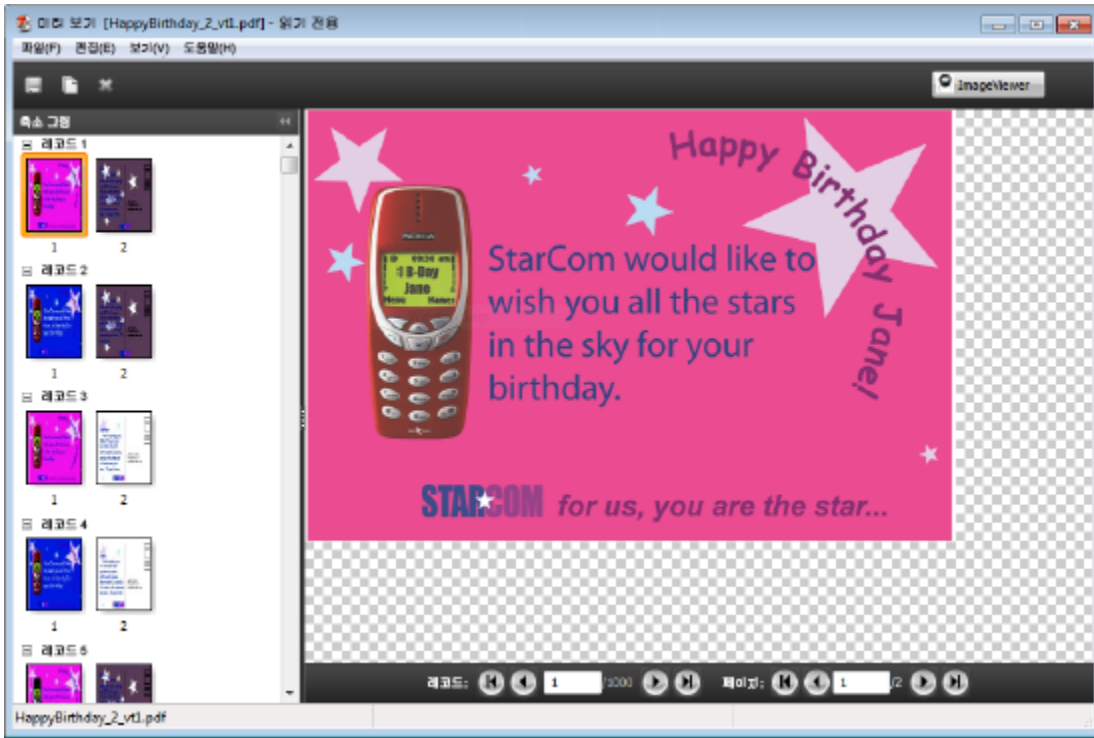 미리 보기 [HappyBirthday_2_vt1.pdf] - 읽기 전용
파일(F) 편집(E) 보기(V) 도움말(H)
ImageViewer
축소 그림
레코드 1
1 2
레코드 2
1 2
레코드 3
1 2
레코드 4
1 2
레코드 5
Happy Birthday Jane!
NOKIA
B-Day
Jane
Menu Names
StarCom would like to
wish you all the stars
in the sky for your
birthday.
STARCOM for us, you are the star...
레코드: 1 /1000 페이지: 1 /2
HappyBirthday_2_vt1.pdf